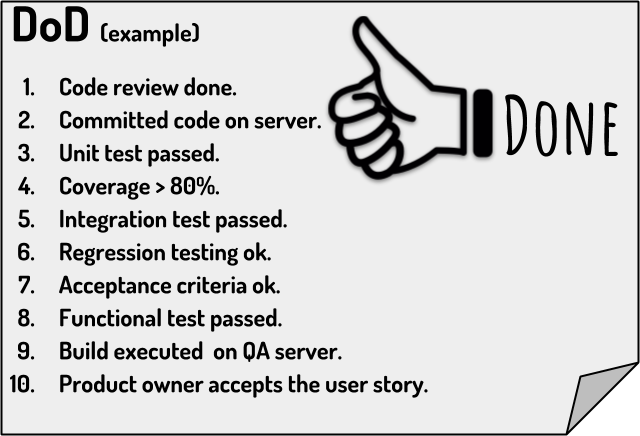 DoD (example)
DONE
1. Code review done.
2. Committed code on server.
3. Unit test passed.
4. Coverage > 80%.
5. Integration test passed.
6. Regression testing ok.
7. Acceptance criteria ok.
8. Functional test passed.
9. Build executed on QA server.
10. Product owner accepts the user story.